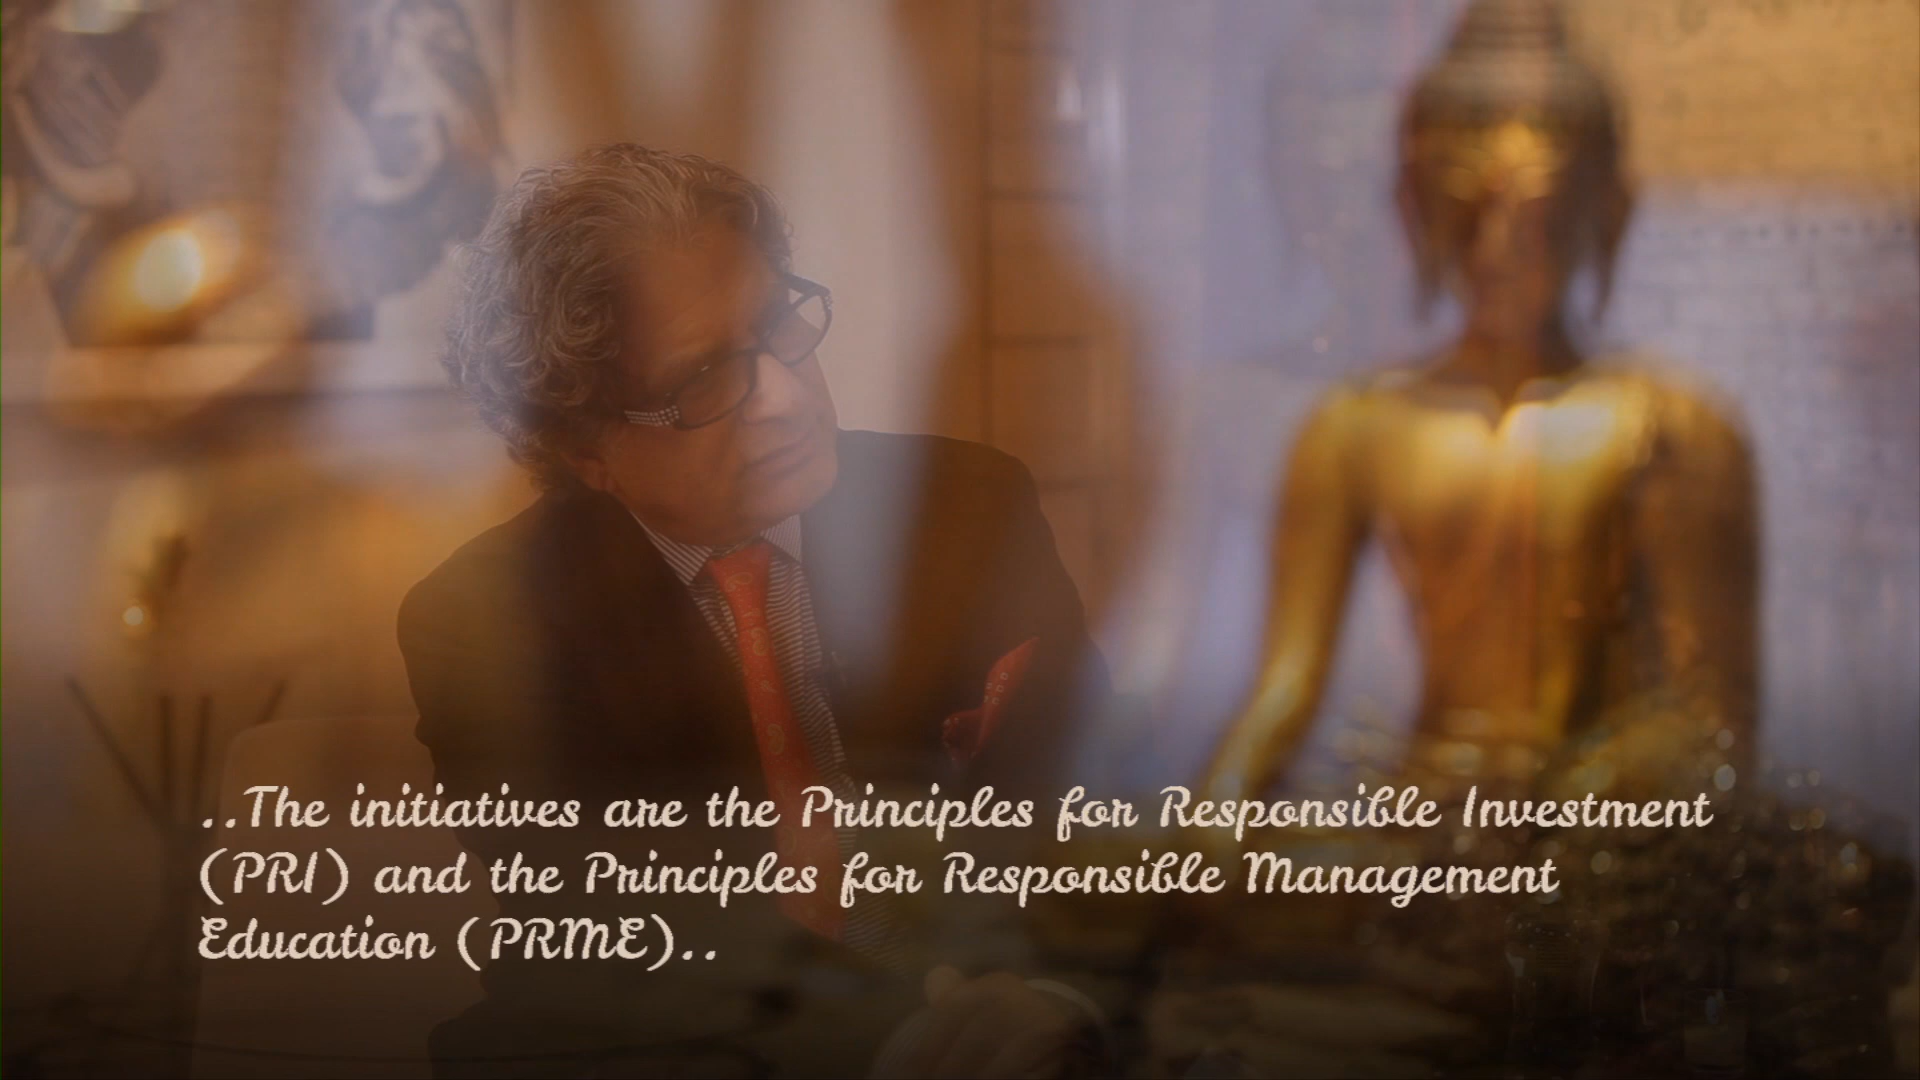 ..The initiatives are the Principles for Responsible Investment
(PRI) and the Principles for Responsible Management
Education (PRME)..